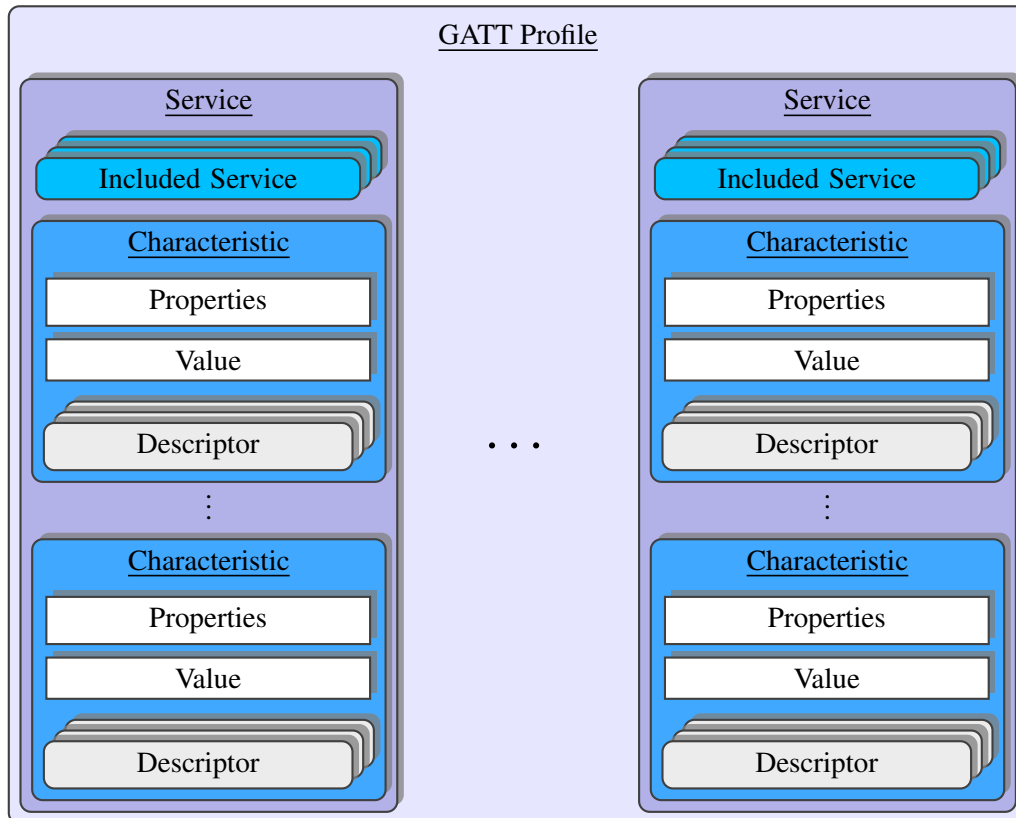 GATT Profile
Service
Included Service
Characteristic
Properties
Value
Descriptor
⋮
Characteristic
Properties
Value
Descriptor
. . .
Service
Included Service
Characteristic
Properties
Value
Descriptor
⋮
Characteristic
Properties
Value
Descriptor